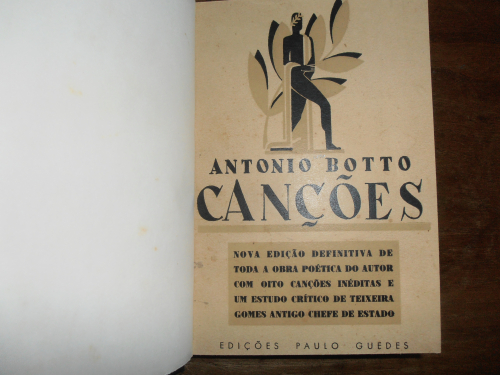 ANTONIO BOTTO
CANÇÕES
NOVA EDIÇÃO DEFINITIVA DE
TODA A OBRA POÉTICA DO AUTOR
COM OITO CANÇÕES INÉDITAS E
UM ESTUDO CRÍTICO DE TEIXEIRA
GOMES ANTIGO CHEFE DE ESTADO
EDIÇÕES PAULO GUEDES